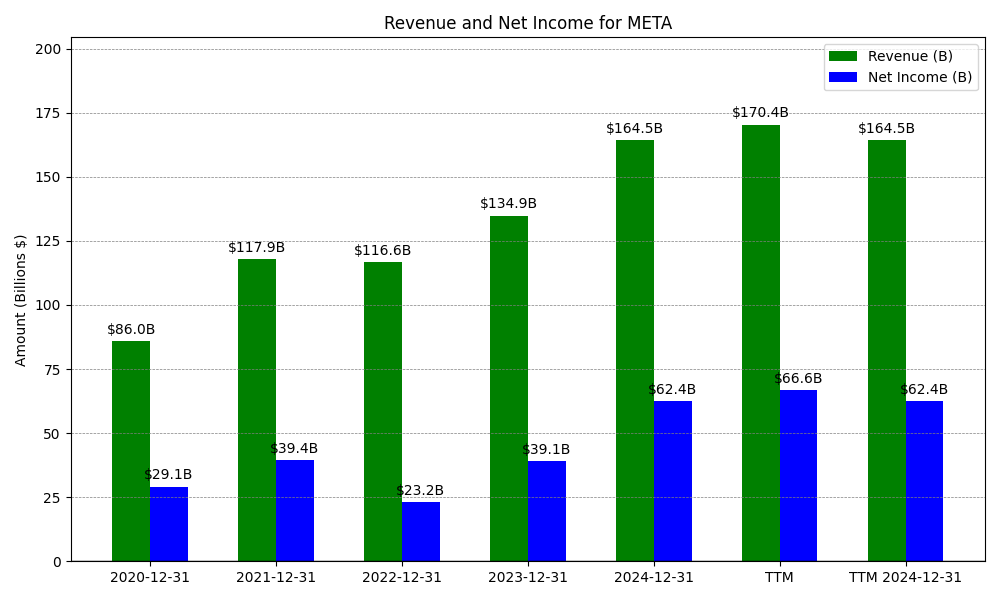 Revenue and Net Income for META
Revenue (B)
Net Income (B)
Amount (Billions $)
200
175
150
125
100
75
50
25
0
$86.0B
$29.1B
$117.9B
$39.4B
$116.6B
$23.2B
$134.9B
$39.1B
$164.5B
$62.4B
$170.4B
$66.6B
$164.5B
$62.4B
2020-12-31
2021-12-31
2022-12-31
2023-12-31
2024-12-31
TTM
TTM 2024-12-31